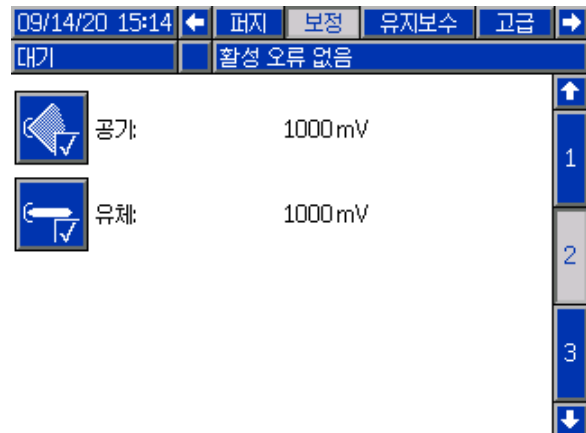 09/14/20 15:14 퍼지 보정 유지보수 고급
대기 활성 오류 없음
공기: 1000 mV
1
유체: 1000 mV
2
3